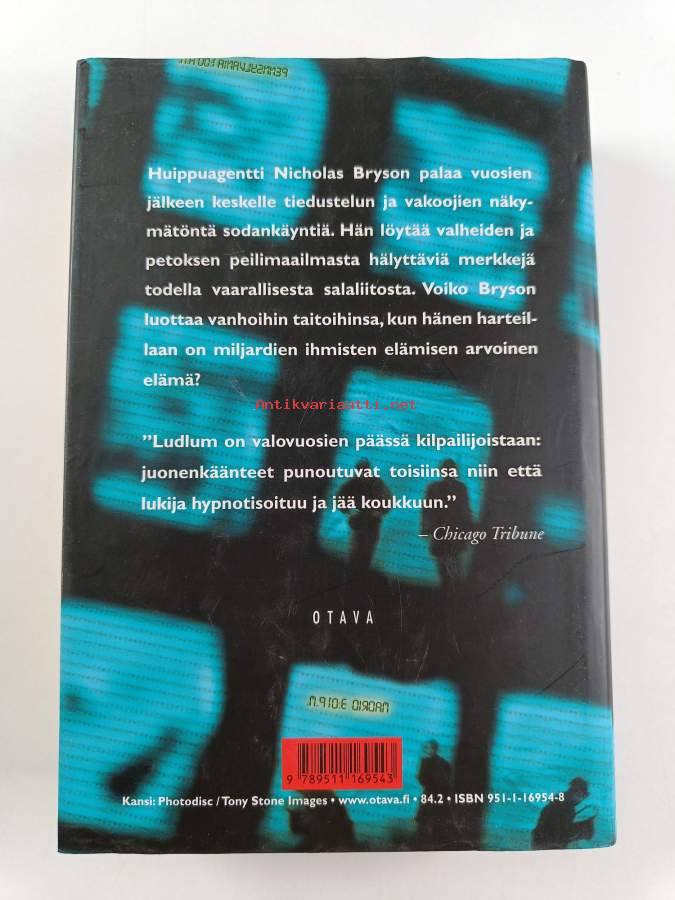 PENNSYLVANIA
Huippuagentti Nicholas Bryson palaa vuosien
jälkeen keskelle tiedustelun ja vakoojien näky-
mätöntä sodankäyntiä. Hän löytää valheiden ja
petoksen peilimaailmasta hälyttäviä merkkejä
todella vaarallisesta salaliitosta. Voiko Bryson
luottaa vanhoihin taitoihinsa, kun hänen harteil-
laan on miljardien ihmisten elämisen arvoinen
elämä?
Antikvariaatti.net
”Ludlum on valovuosien päässä kilpailijoistaan:
juonenkäänteet punoutuvat toisiinsa niin että
lukija hypnotisoituu ja jää koukkuun.”
– Chicago Tribune
OTAVA
MADRID 3.01P.M.
9 789511 169543
Kansi: Photodisc / Tony Stone Images • www.otava.fi • 84.2 • ISBN 951-1-16954-8